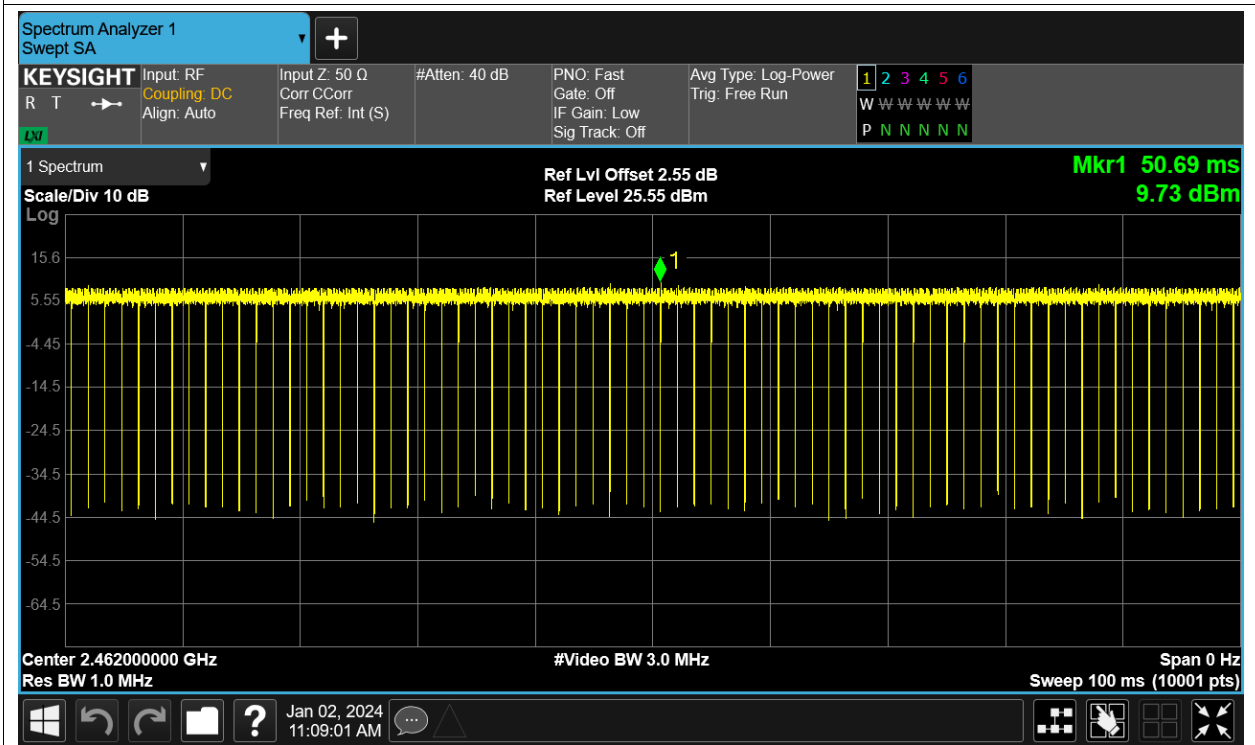 Spectrum Analyzer 1
Swept SA
KEYSIGHT
R T
LXI
Input: RF
Coupling: DC
Align: Auto
Input Z: 50 Ω
Corr CCorr
Freq Ref: Int (S)
#Atten: 40 dB
PNO: Fast
Gate: Off
IF Gain: Low
Sig Track: Off
Avg Type: Log-Power
Trig: Free Run
1 2 3 4 5 6
W W W W W W
P N N N N N
1 Spectrum
Scale/Div 10 dB
Ref Lvl Offset 2.55 dB
Ref Level 25.55 dBm
Mkr1 50.69 ms
9.73 dBm
Log
1
15.6
5.55
-4.45
-14.5
-24.5
-34.5
-44.5
-54.5
-64.5
Center 2.462000000 GHz
Res BW 1.0 MHz
#Video BW 3.0 MHz
Span 0 Hz
Sweep 100 ms (10001 pts)
?
Jan 02, 2024
11:09:01 AM